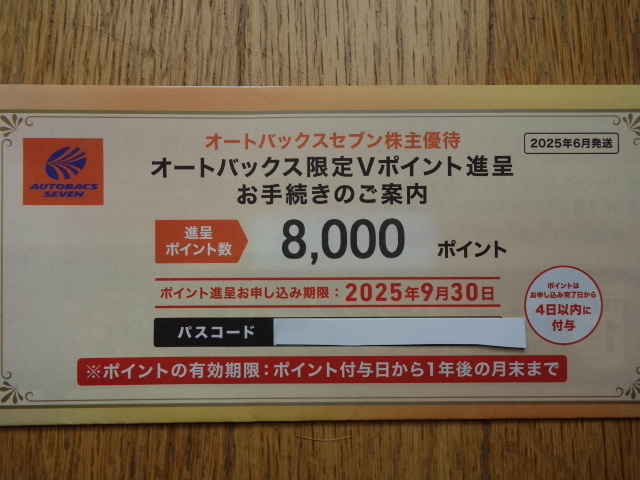 AUTOBACS
SEVEN
オートバックスセブン株主優待
2025年6月発送
オートバックス限定Vポイント進呈
お手続きのご案内
進呈
ポイント数
8,000 ポイント
ポイント進呈お申し込み期限：2025年9月30日
ポイントは
お申し込み完了日から
4日以内に
付与
パスコード
※ポイントの有効期限：ポイント付与日から1年後の月末まで